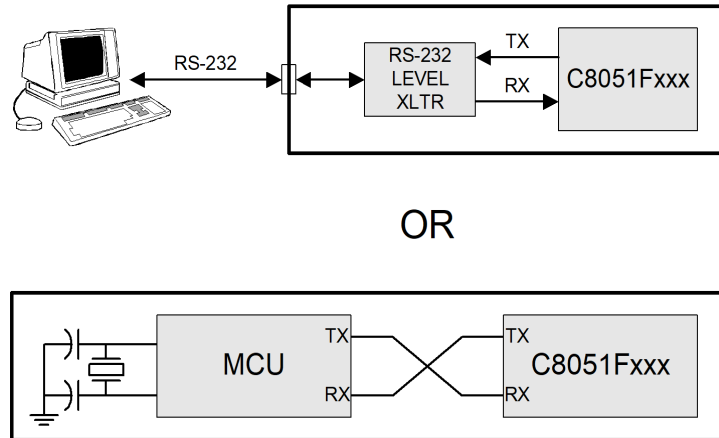 RS-232
RS-232
LEVEL
XLTR
TX
RX
C8051Fxxx
OR
MCU
TX
RX
TX
RX
C8051Fxxx